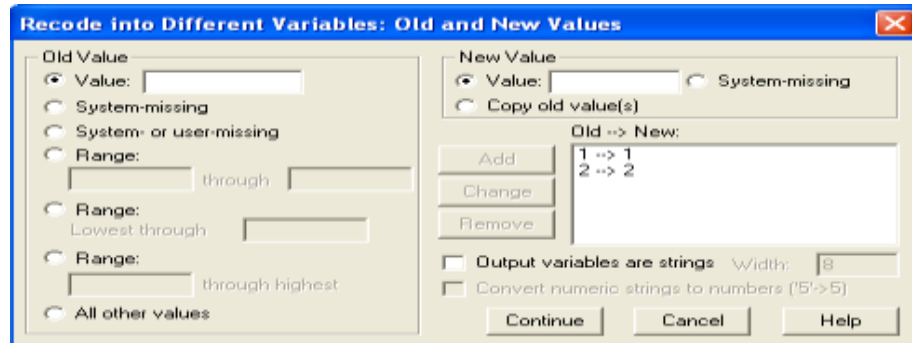 Recode into Different Variables: Old and New Values
Old Value
Value:
System-missing
System- or user-missing
Range:
through
Range:
Lowest through
Range:
through highest
All other values
New Value
Value:
System-missing
Copy old value(s)
Old --> New:
1 --> 1
2 --> 2
Add
Change
Remove
Output variables are strings Width: 8
Convert numeric strings to numbers ('5'->5)
Continue Cancel Help